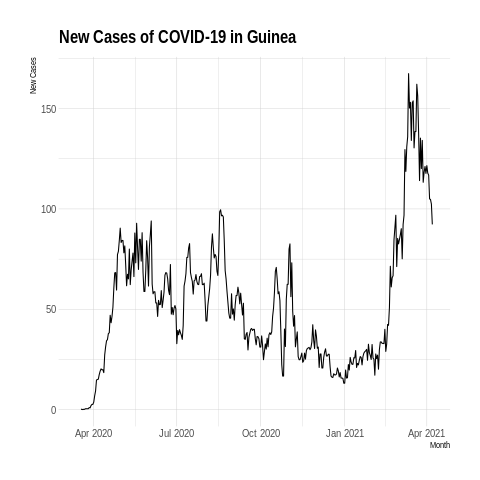 New Cases of COVID-19 in Guinea
New Cases
150
100
50
0
Apr 2020 Jul 2020 Oct 2020 Jan 2021 Apr 2021
Month